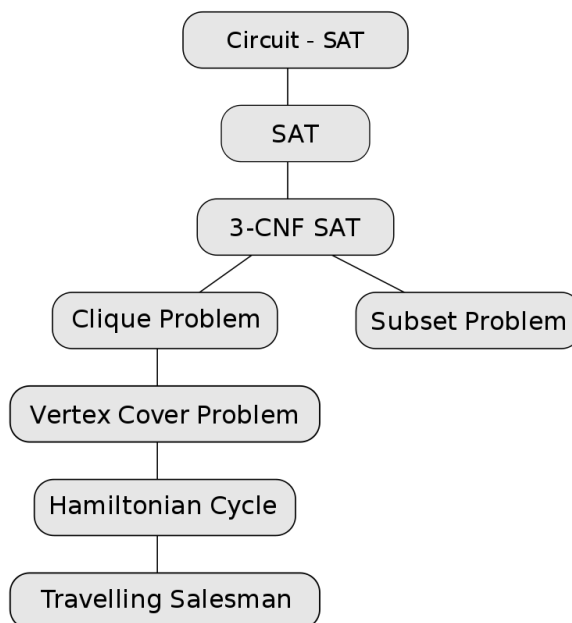 Circuit - SAT
SAT
3-CNF SAT
Clique Problem
Subset Problem
Vertex Cover Problem
Hamiltonian Cycle
Travelling Salesman